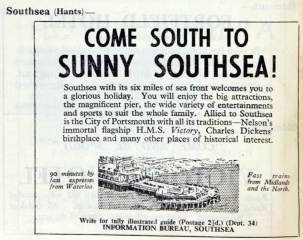 Southsea (Hants)—
COME SOUTH TO
SUNNY SOUTHSEA!
Southsea with its six miles of sea front welcomes you to
a glorious holiday. You will enjoy the big attractions,
the magnificent pier, the wide variety of entertainments
and sports to suit the whole family. Allied to Southsea
is the City of Portsmouth with all its traditions—Nelson's
immortal flagship H.M.S. Victory, Charles Dickens'
birthplace and many other places of historical interest.
90 minutes by
fast expresses
from Waterloo.
Fast trains
from Midlands
and the North.
Write for fully illustrated guide (Postage 2½d.) (Dept. 34)
INFORMATION BUREAU, SOUTHSEA